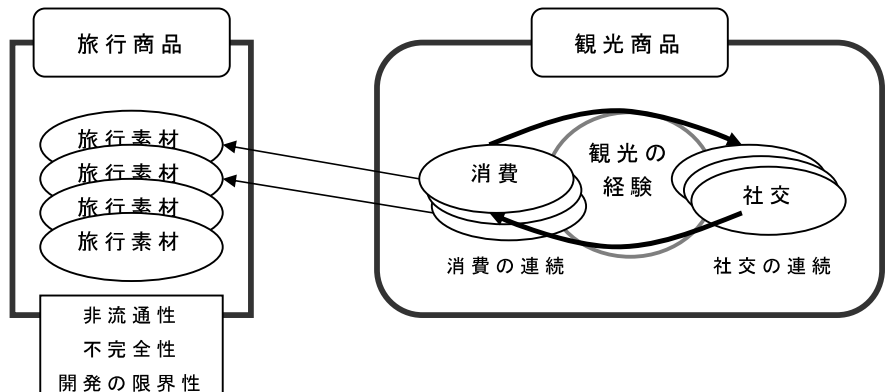 旅行商品
旅行素材
旅行素材
旅行素材
旅行素材
非流通性
不完全性
開発の限界性
観光商品
消費
観光の
経験
社交
消費の連続
社交の連続